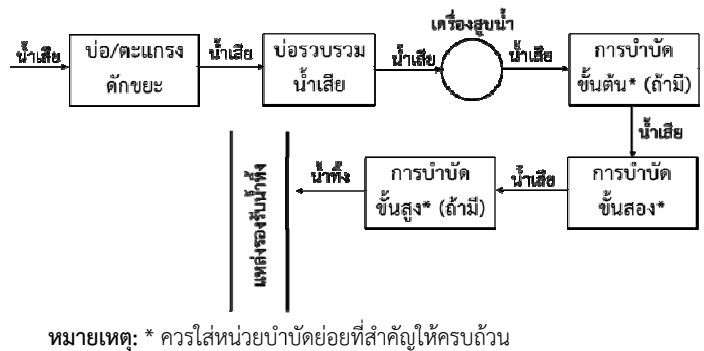 น้ำเสีย
บ่อ/ตะแกรง
ดักขยะ
น้ำเสีย
บ่อรวบรวม
น้ำเสีย
น้ำเสีย
เครื่องสูบน้ำ
น้ำเสีย
การบำบัด
ขั้นต้น* (ถ้ามี)
น้ำเสีย
การบำบัด
ขั้นสอง*
น้ำเสีย
การบำบัด
ขั้นสูง* (ถ้ามี)
น้ำทิ้ง
แหล่งรองรับน้ำทิ้ง
หมายเหตุ: * ควรใส่หน่วยบำบัดย่อยที่สำคัญให้ครบถ้วน